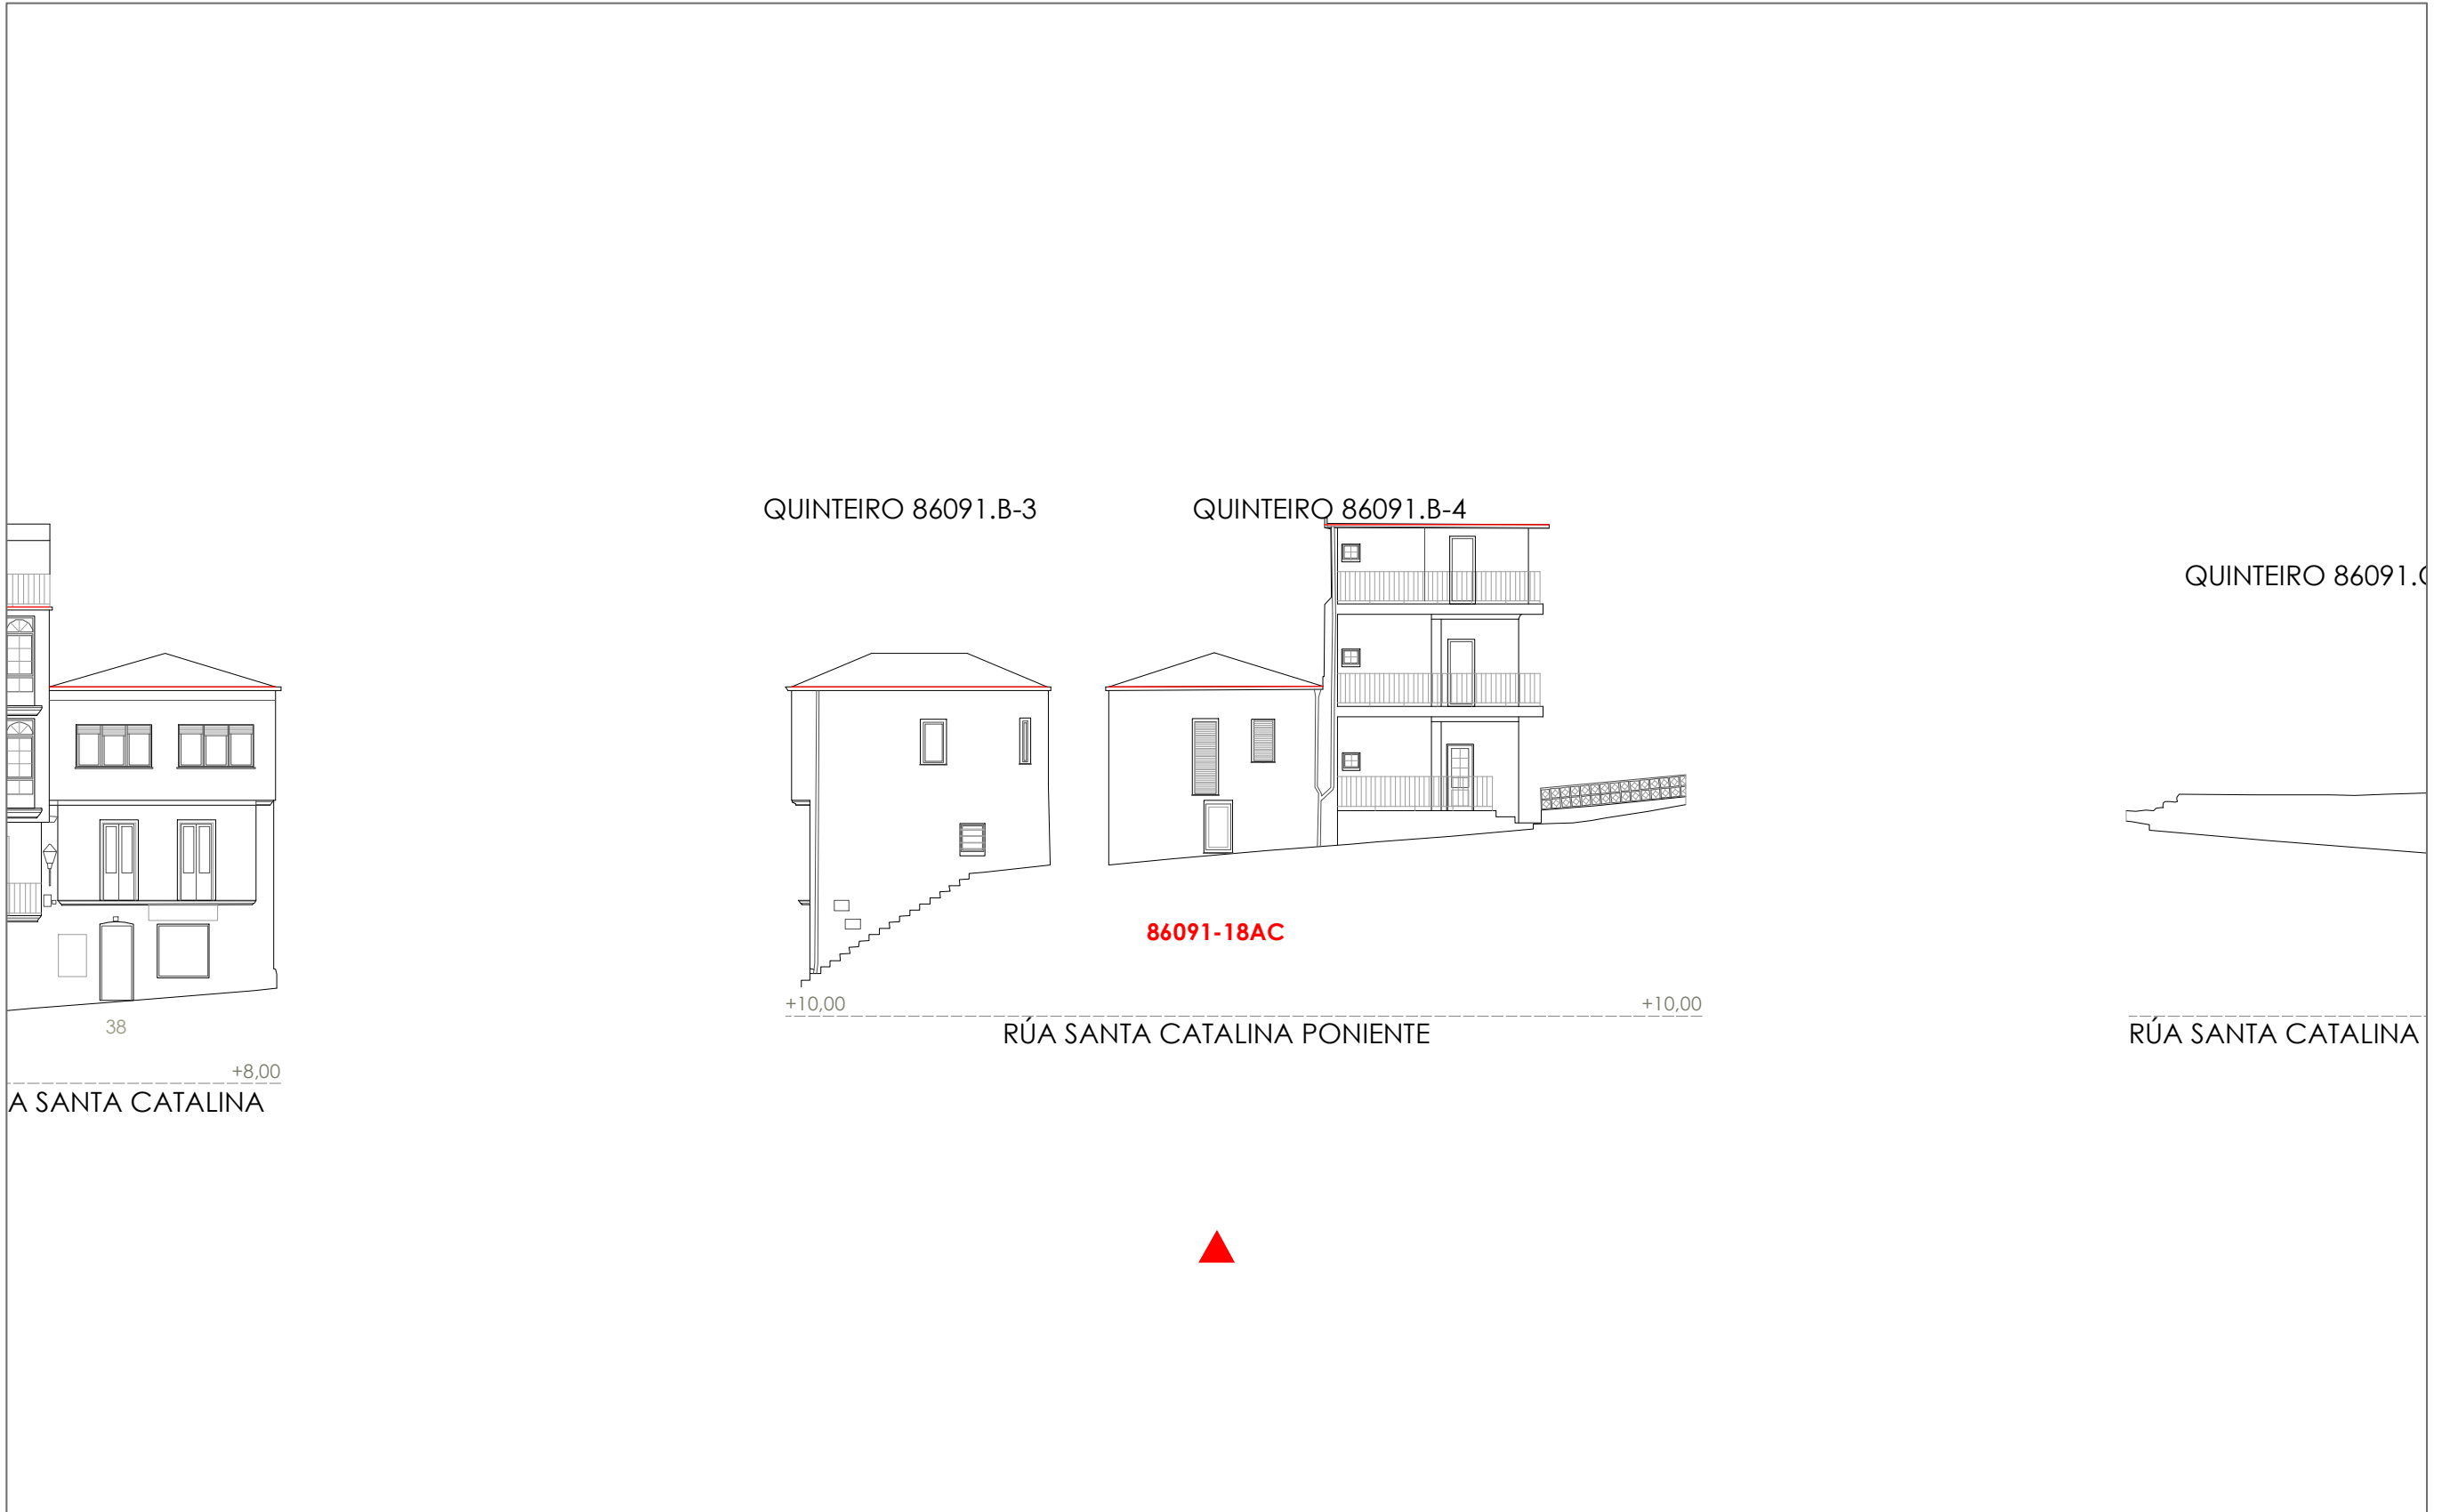 QUINTEIRO 86091.B-3
QUINTEIRO 86091.B-4
QUINTEIRO 86091.
86091-18AC
+10,00
+10,00
RÚA SANTA CATALINA PONIENTE
RÚA SANTA CATALINA
38
+8,00
A SANTA CATALINA